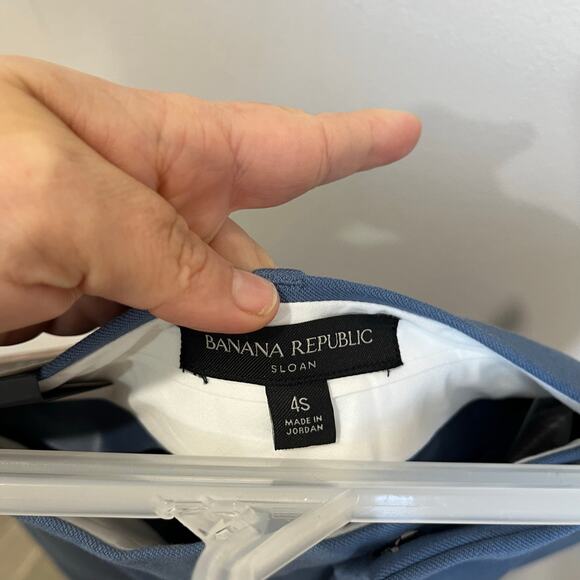 BANANA REPUBLIC
SLOAN
4S
MADE IN
JORDAN